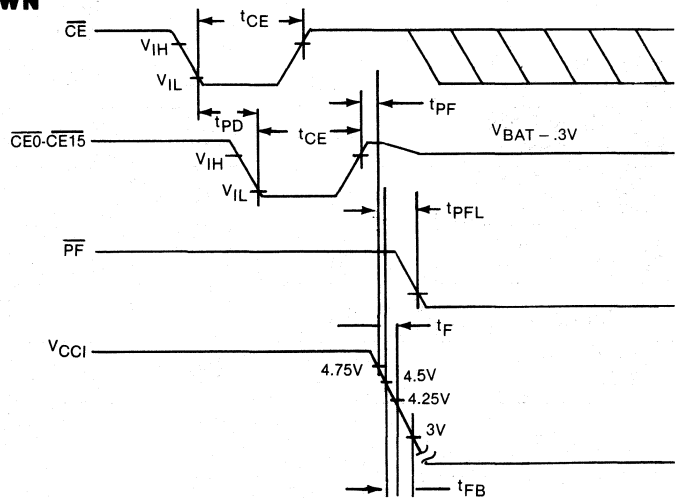 WN
CE
tCE
VIH
VIL
tPD
tCE
tPF
CE0-CE15
VBAT – .3V
VIH
VIL
tPFL
PF
tF
VCCI
4.75V
4.5V
4.25V
3V
tFB